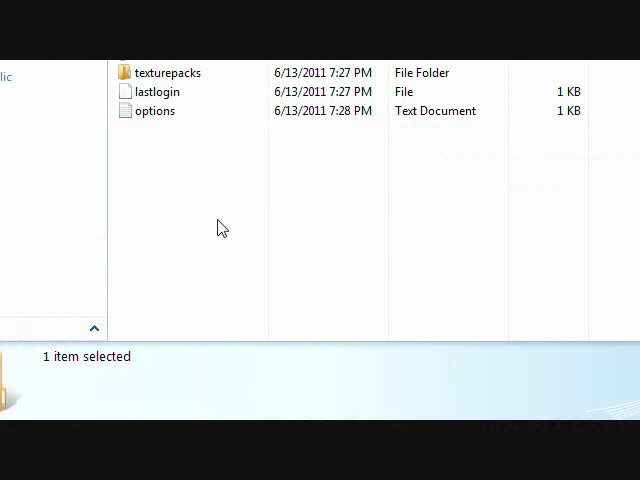 lic
texturepacks 6/13/2011 7:27 PM File Folder
lastlogin 6/13/2011 7:27 PM File 1 KB
options 6/13/2011 7:28 PM Text Document 1 KB
1 item selected